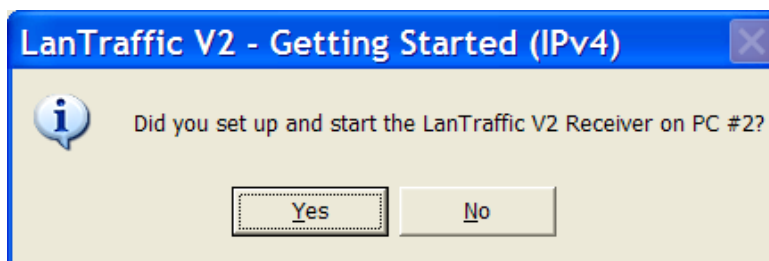 LanTraffic V2 - Getting Started (IPv4)
Did you set up and start the LanTraffic V2 Receiver on PC #2?
Yes No